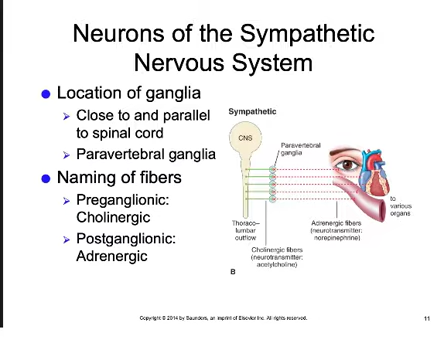 Neurons of the Sympathetic
Nervous System
Location of ganglia
Close to and parallel
to spinal cord
Paravertebral ganglia
Naming of fibers
Preganglionic:
Cholinergic
Postganglionic:
Adrenergic
Sympathetic
CNS
Paravertebral
ganglia
Thoraco-
lumbar
outflow
Cholinergic fibers
(neurotransmitter:
acetylcholine)
Adrenergic fibers
(neurotransmitter:
norepinephrine)
to
various
organs
B
Copyright © 2014 by Saunders, an imprint of Elsevier Inc. All rights reserved.
11